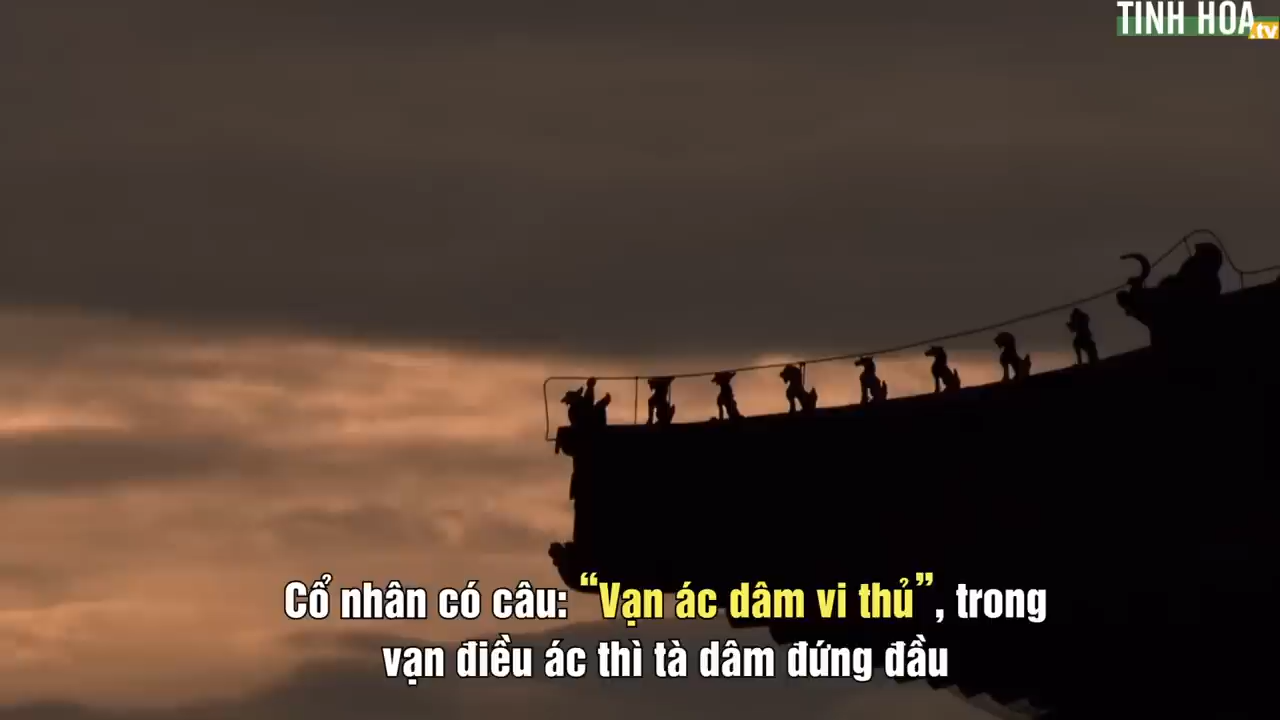 TINH HOA
.tv
Cổ nhân có câu: “Vạn ác dâm vi thủ”, trong
vạn điều ác thì tà dâm đứng đầu